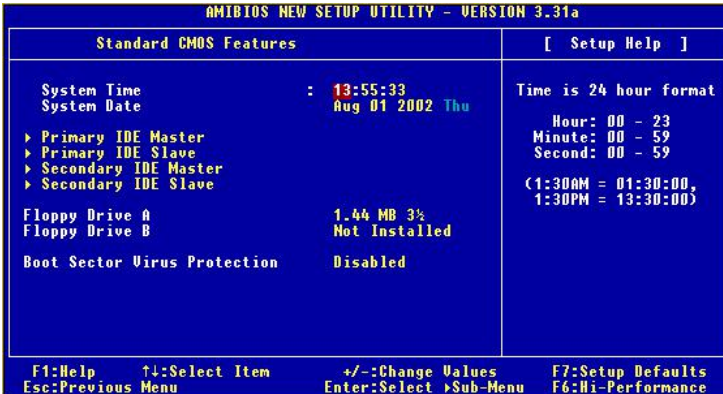 AMIBIOS NEW SETUP UTILITY - VERSION 3.31a
Standard CMOS Features
[ Setup Help ]
System Time : 13:55:33
System Date Aug 01 2002 Thu
▸ Primary IDE Master
▸ Primary IDE Slave
▸ Secondary IDE Master
▸ Secondary IDE Slave
Floppy Drive A 1.44 MB 3½
Floppy Drive B Not Installed
Boot Sector Virus Protection Disabled
Time is 24 hour format
Hour: 00 - 23
Minute: 00 - 59
Second: 00 - 59
(1:30AM = 01:30:00,
1:30PM = 13:30:00)
F1:Help ↑↓:Select Item +/-:Change Values F7:Setup Defaults
Esc:Previous Menu Enter:Select ▸Sub-Menu F6:Hi-Performance